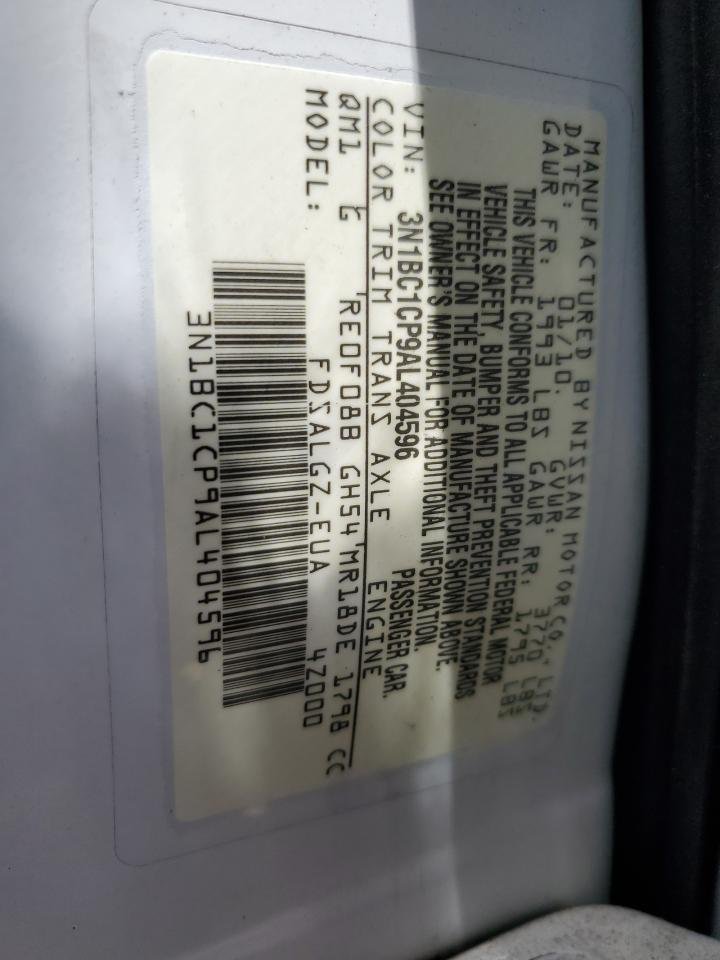 MANUFACTURED BY NISSAN MOTOR CO., LTD.
DATE: 01/10. GVWR: 3770 LBS
GAWR FR: 1993 LBS GAWR RR: 1795 LBS
THIS VEHICLE CONFORMS TO ALL APPLICABLE FEDERAL MOTOR
VEHICLE SAFETY, BUMPER AND THEFT PREVENTION STANDARDS
IN EFFECT ON THE DATE OF MANUFACTURE SHOWN ABOVE.
SEE OWNER'S MANUAL FOR ADDITIONAL INFORMATION.
VIN: 3N1BC1CP9AL404596 PASSENGER CAR.
COLOR TRIM TRANS AXLE ENGINE
QM1 G RE0F08B GH54 MR18DE 1798 CC
MODEL: FDSALGZ-EUA 4Z000
3N1BC1CP9AL404596